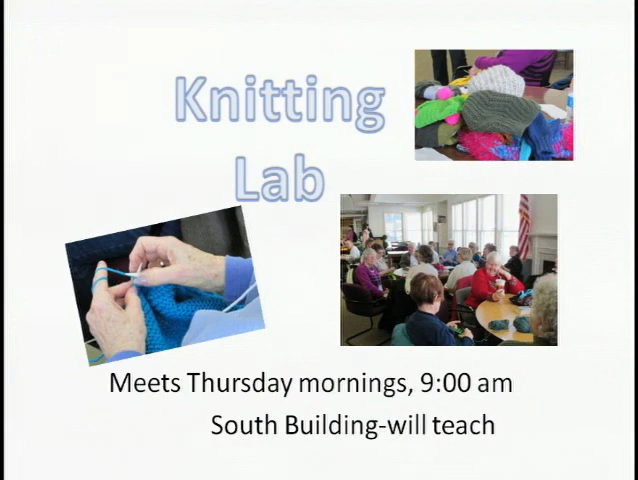 Knitting
Lab
Meets Thursday mornings, 9:00 am
South Building-will teach